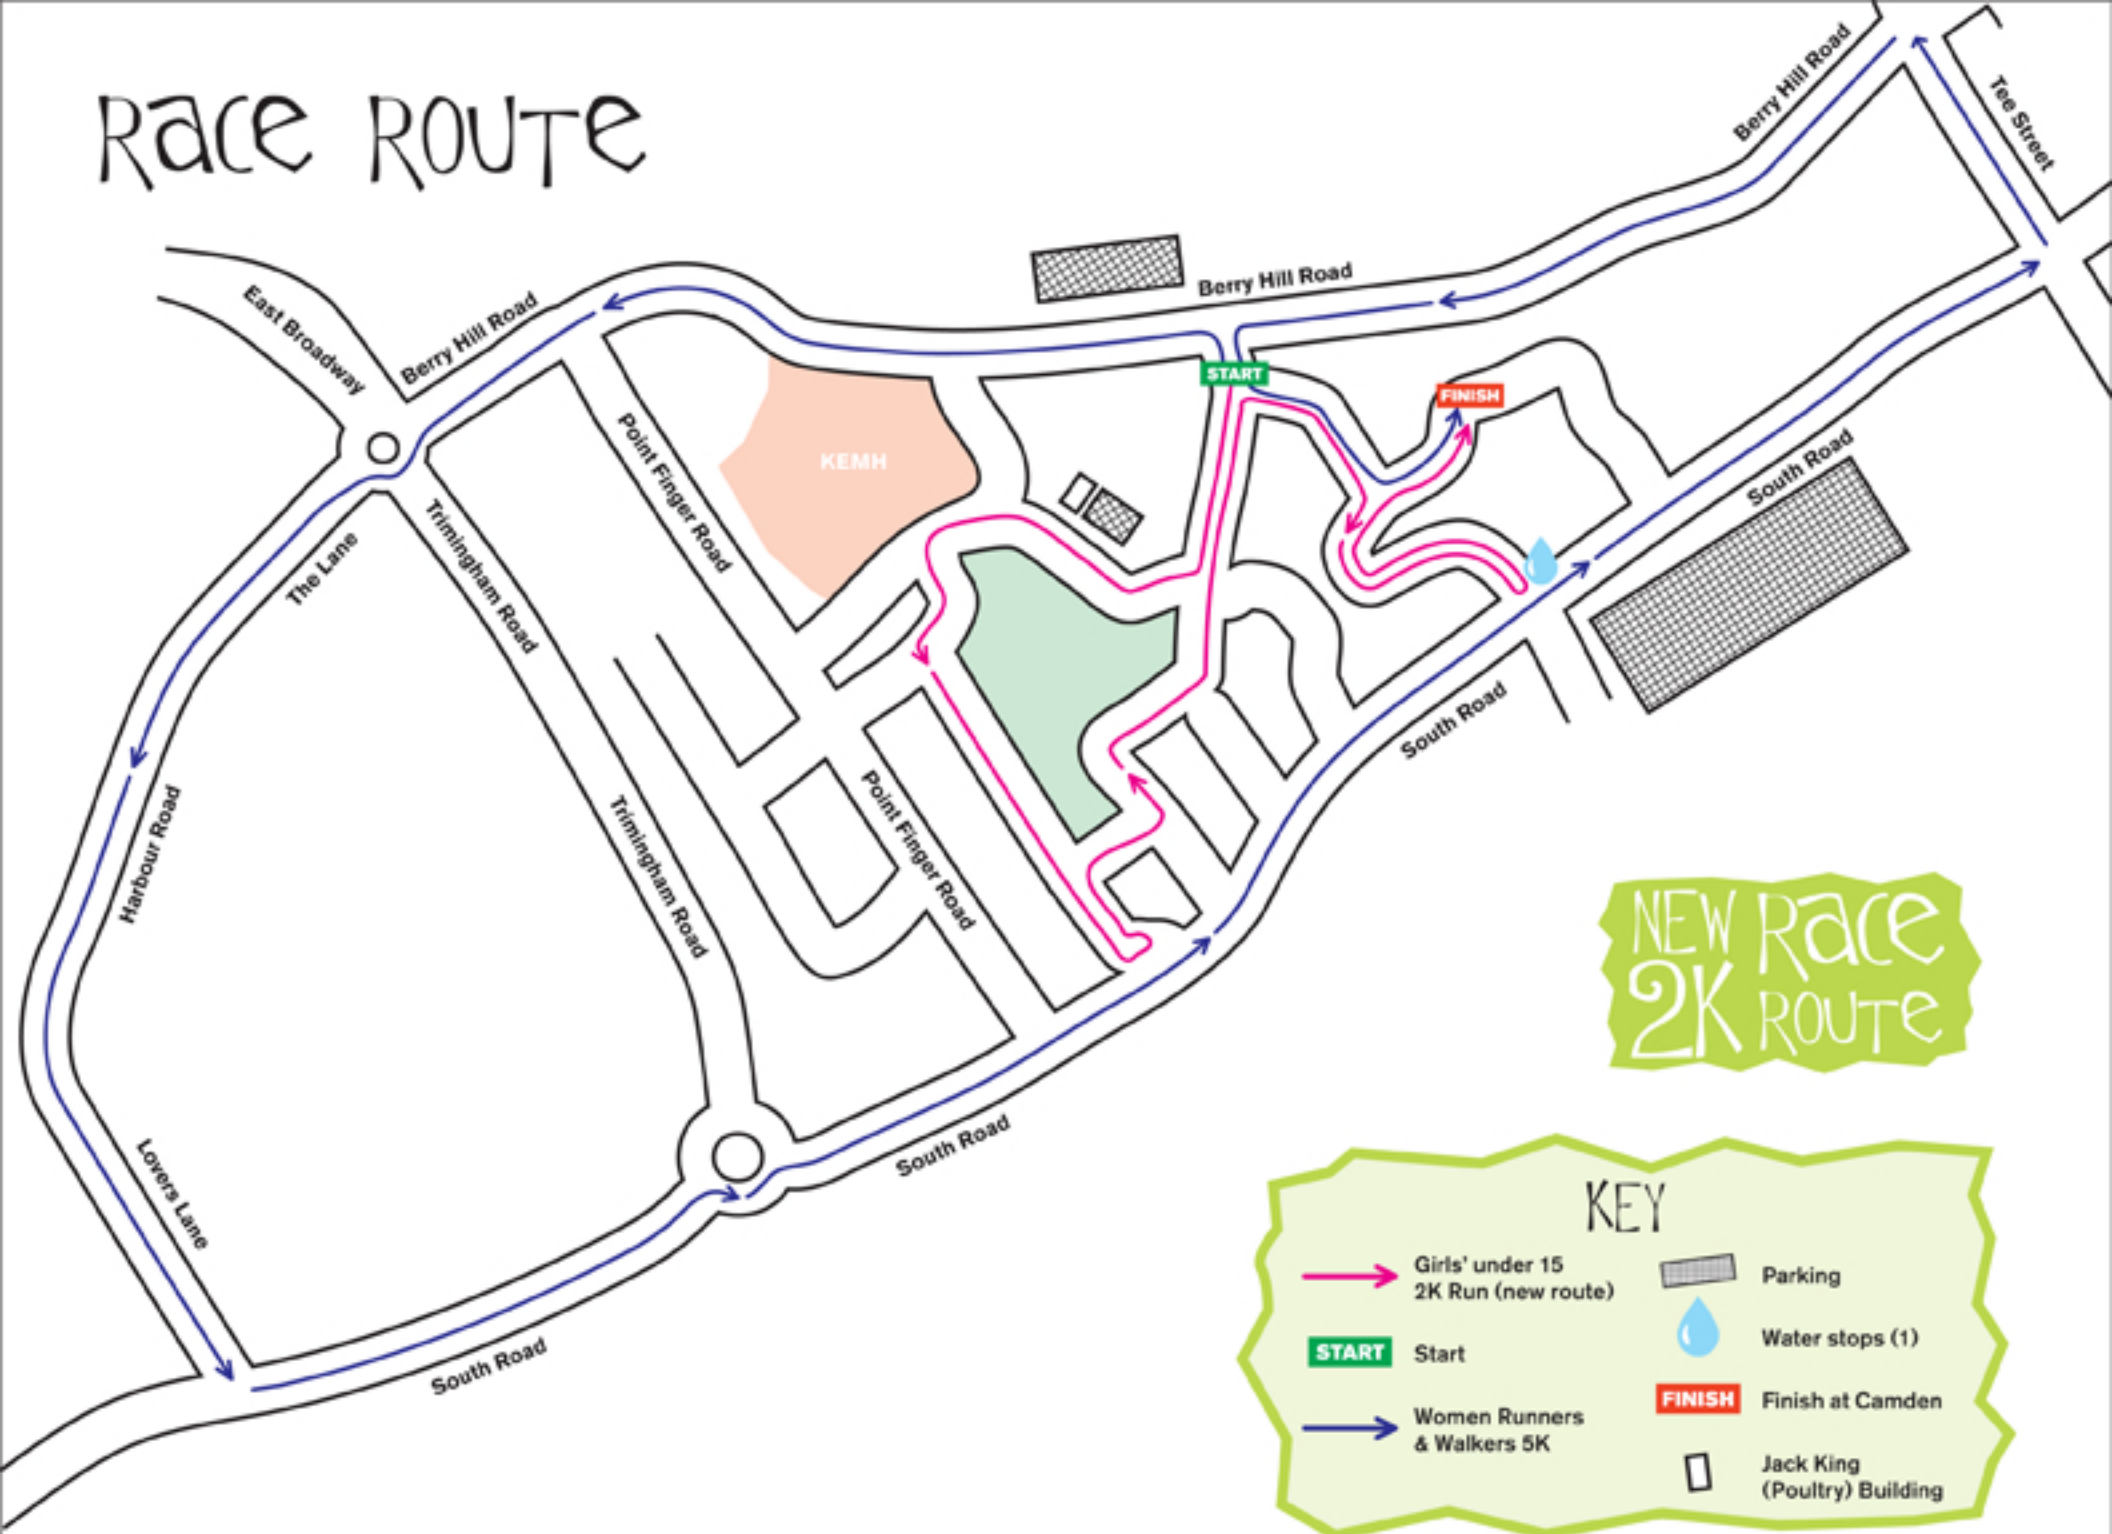 Race Route
Berry Hill Road
Tee Street
East Broadway
Berry Hill Road
Berry Hill Road
START
FINISH
Point Finger Road
KEMH
South Road
The Lane
Trimingham Road
South Road
Harbour Road
Trimingham Road
Point Finger Road
NEW Race
2K Route
Lovers Lane
South Road
South Road
KEY
Girls' under 15
2K Run (new route)
START
Start
Women Runners
& Walkers 5K
Parking
Water stops (1)
FINISH
Finish at Camden
Jack King
(Poultry) Building